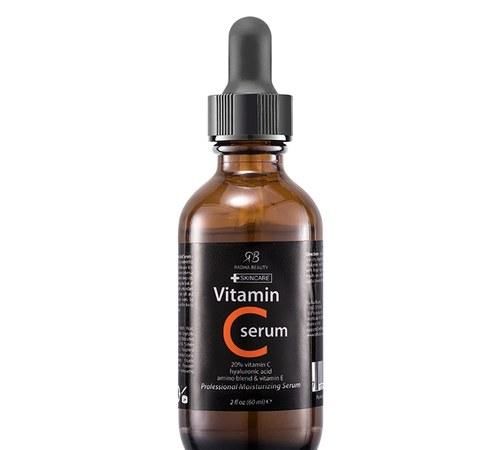 RB
RADHA BEAUTY
SKINCARE
Vitamin
C serum
20% vitamin C
hyaluronic acid
amino blend & vitamin E
Professional Moisturizing Serum
2 fl oz (60 ml) ℮